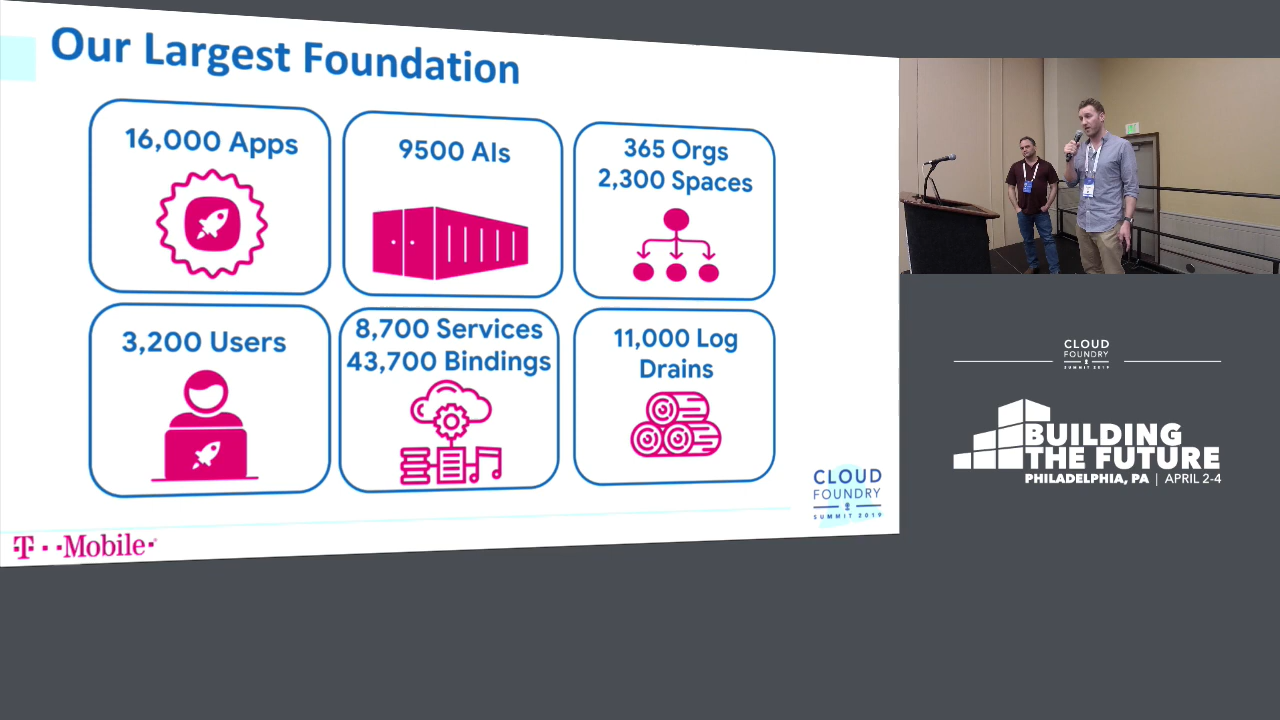 Our Largest Foundation
16,000 Apps
9500 AIs
365 Orgs
2,300 Spaces
3,200 Users
8,700 Services
43,700 Bindings
11,000 Log
Drains
CLOUD
FOUNDRY
SUMMIT 2019
T··Mobile·
CLOUD
FOUNDRY
SUMMIT 2019
BUILDING
THE FUTURE
PHILADELPHIA, PA | APRIL 2-4